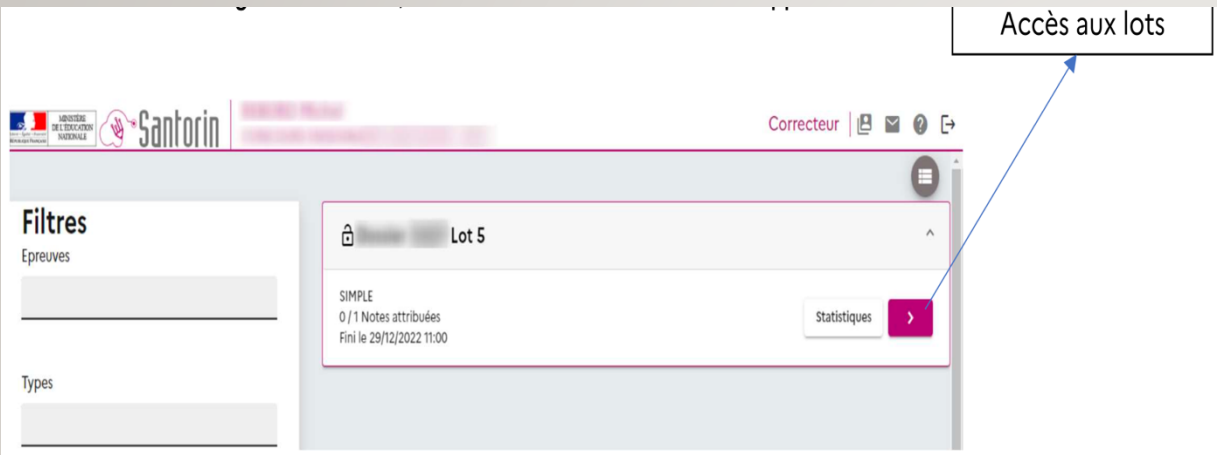 Accès aux lots
MINISTÈRE
DE L'ÉDUCATION
NATIONALE
Santorin
Correcteur
Filtres
Epreuves
Lot 5
SIMPLE
0 / 1 Notes attribuées
Fini le 29/12/2022 11:00
Statistiques
Types